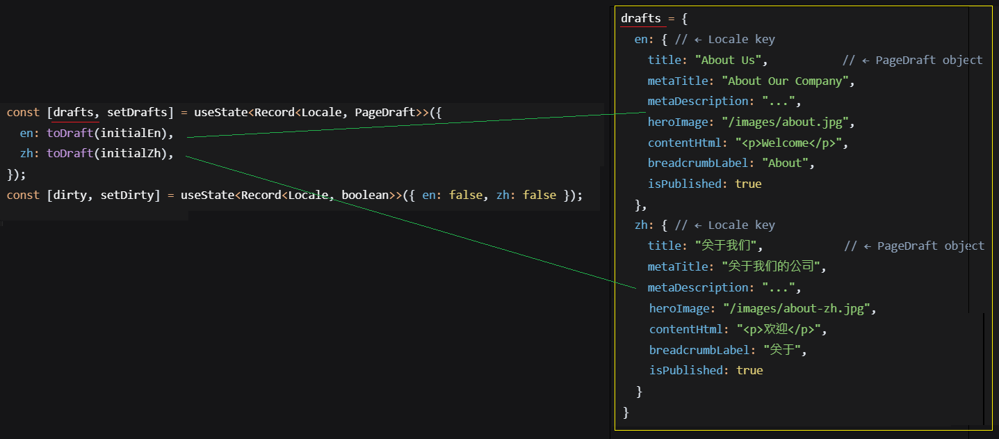 const [drafts, setDrafts] = useState<Record<Locale, PageDraft>>({
  en: toDraft(initialEn),
  zh: toDraft(initialZh),
});
const [dirty, setDirty] = useState<Record<Locale, boolean>>({ en: false, zh: false });
drafts = {
  en: { // ← Locale key
    title: "About Us",           // ← PageDraft object
    metaTitle: "About Our Company",
    metaDescription: "...",
    heroImage: "/images/about.jpg",
    contentHtml: "<p>Welcome</p>",
    breadcrumbLabel: "About",
    isPublished: true
  },
  zh: { // ← Locale key
    title: "关于我们",            // ← PageDraft object
    metaTitle: "关于我们的公司",
    metaDescription: "...",
    heroImage: "/images/about-zh.jpg",
    contentHtml: "<p>欢迎</p>",
    breadcrumbLabel: "关于",
    isPublished: true
  }
}